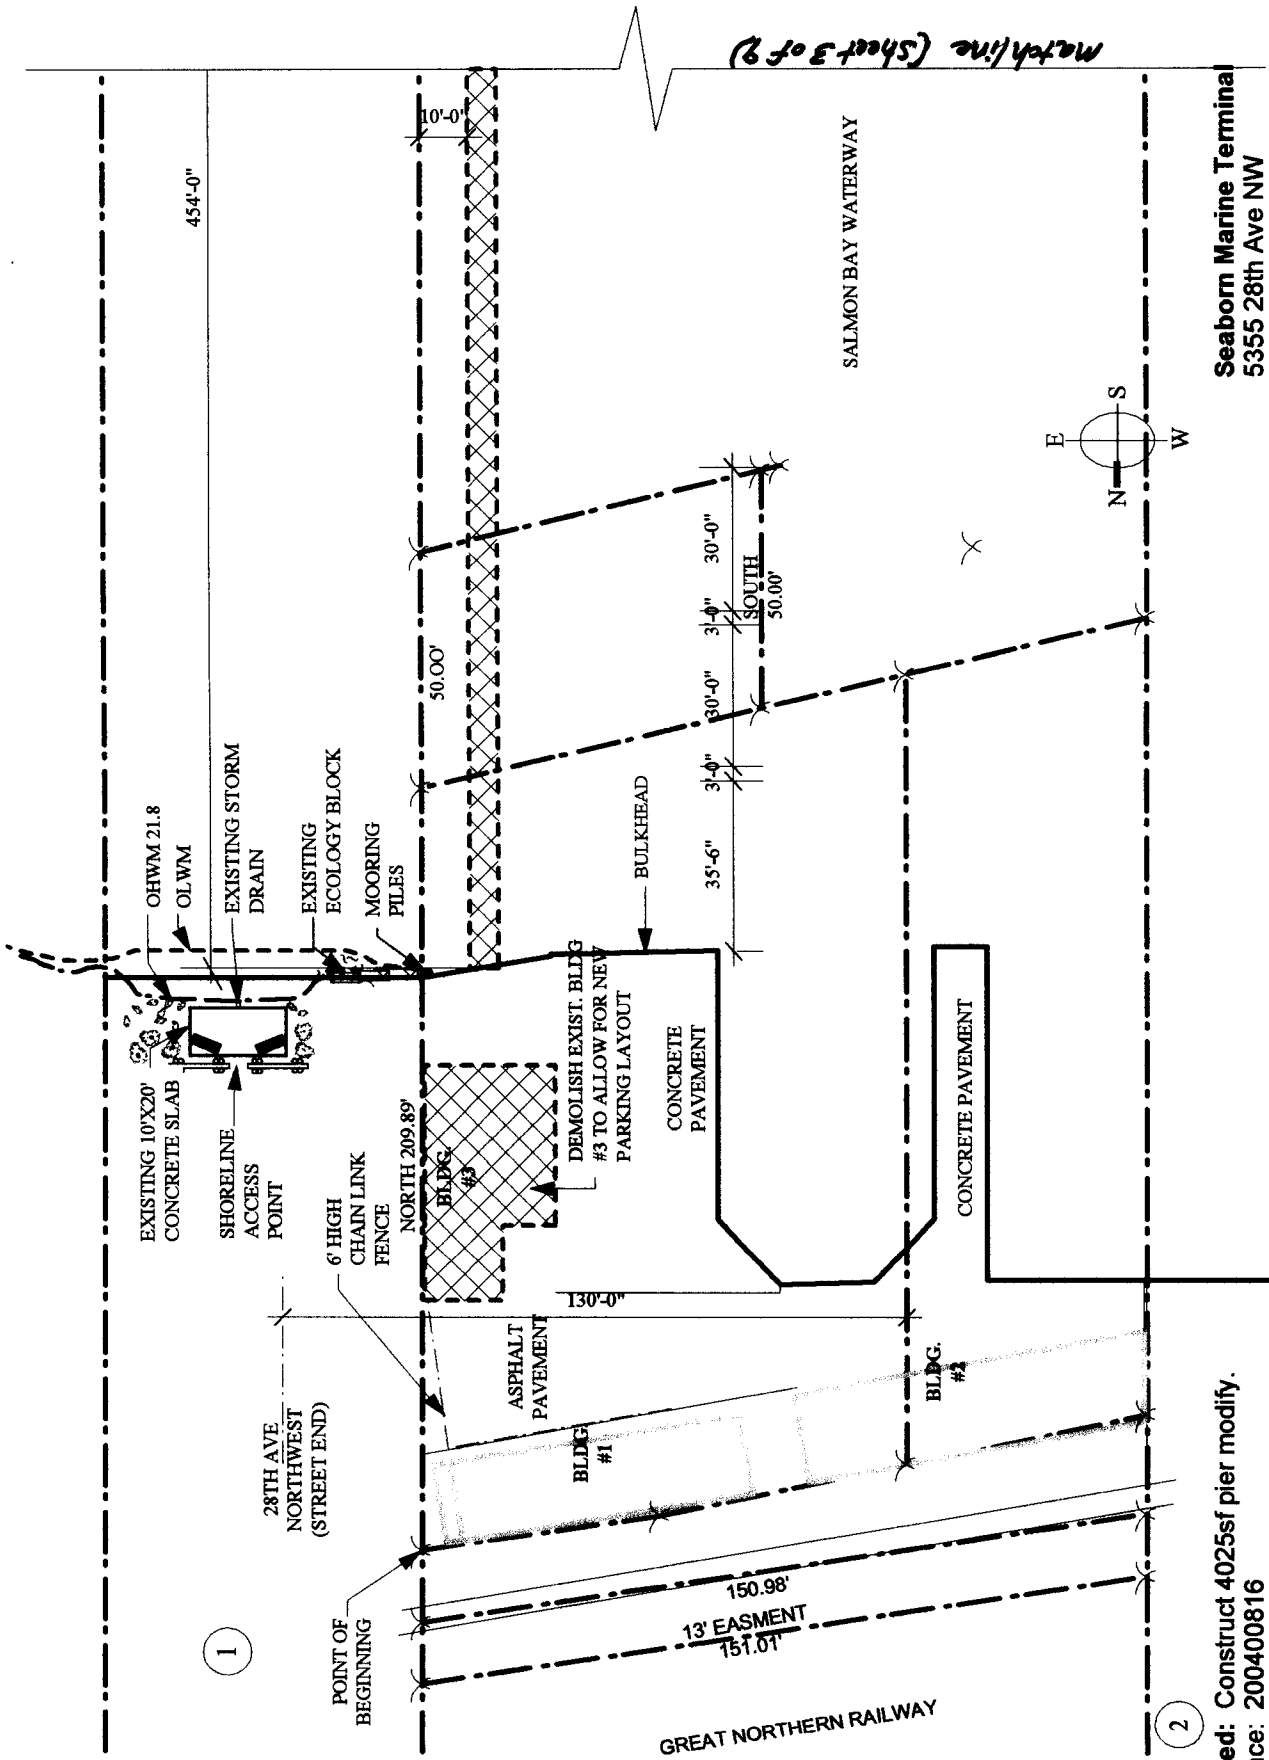 matchline (sheet 3 of 9)
454'-0"
10'-0"
SALMON BAY WATERWAY
Seaborn Marine Terminal
5355 28th Ave NW
E
S
N
W
OHWM 21.8
OLWM
EXISTING STORM
DRAIN
EXISTING
ECOLOGY BLOCK
MOORING
PILES
50.00'
30'-0"
3'-0"
SOUTH
50.00'
30'-0"
3'-0"
35'-6"
BULKHEAD
EXISTING 10'X20'
CONCRETE SLAB
SHORELINE
ACCESS
POINT
6' HIGH
CHAIN LINK
FENCE
NORTH 209.89'
BLDG.
#3
DEMOLISH EXIST. BLDG
#3 TO ALLOW FOR NEW
PARKING LAYOUT
CONCRETE
PAVEMENT
CONCRETE PAVEMENT
130'-0"
28TH AVE
NORTHWEST
(STREET END)
ASPHALT
PAVEMENT
BLDG.
#1
BLDG.
#2
POINT OF
BEGINNING
150.98'
13' EASMENT
151.01'
GREAT NORTHERN RAILWAY
1
2
ed: Construct 4025sf pier modify.
nce: 200400816